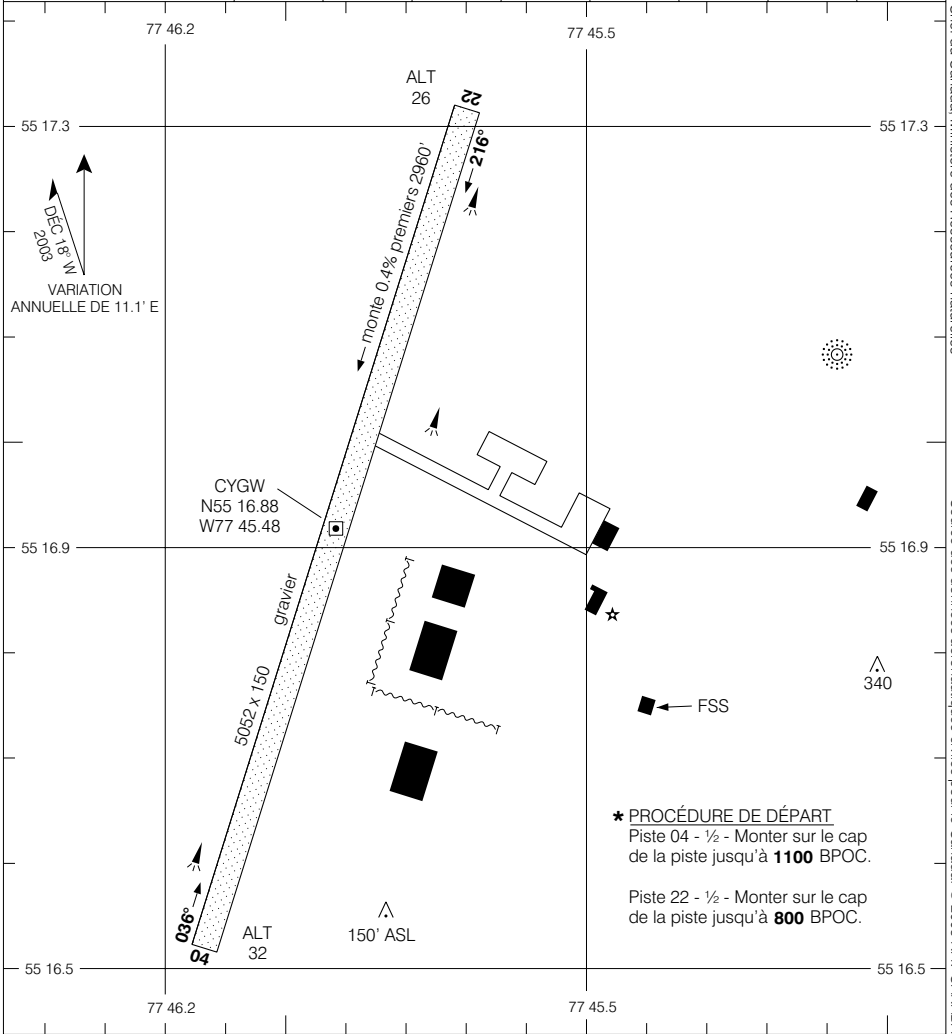 77 46.2
77 45.5
ALT
26
22
55 17.3
55 17.3
216°
monte 0.4% premiers 2960'
DÉC 18° W
2003
VARIATION
ANNUELLE DE 11.1' E
CYGW
N55 16.88
W77 45.48
55 16.9
55 16.9
gravier
5052 x 150
340
FSS
* PROCÉDURE DE DÉPART
Piste 04 - ½ - Monter sur le cap
de la piste jusqu'à 1100 BPOC.
Piste 22 - ½ - Monter sur le cap
de la piste jusqu'à 800 BPOC.
036°
04
ALT
32
150' ASL
55 16.5
55 16.5
77 46.2
77 45.5